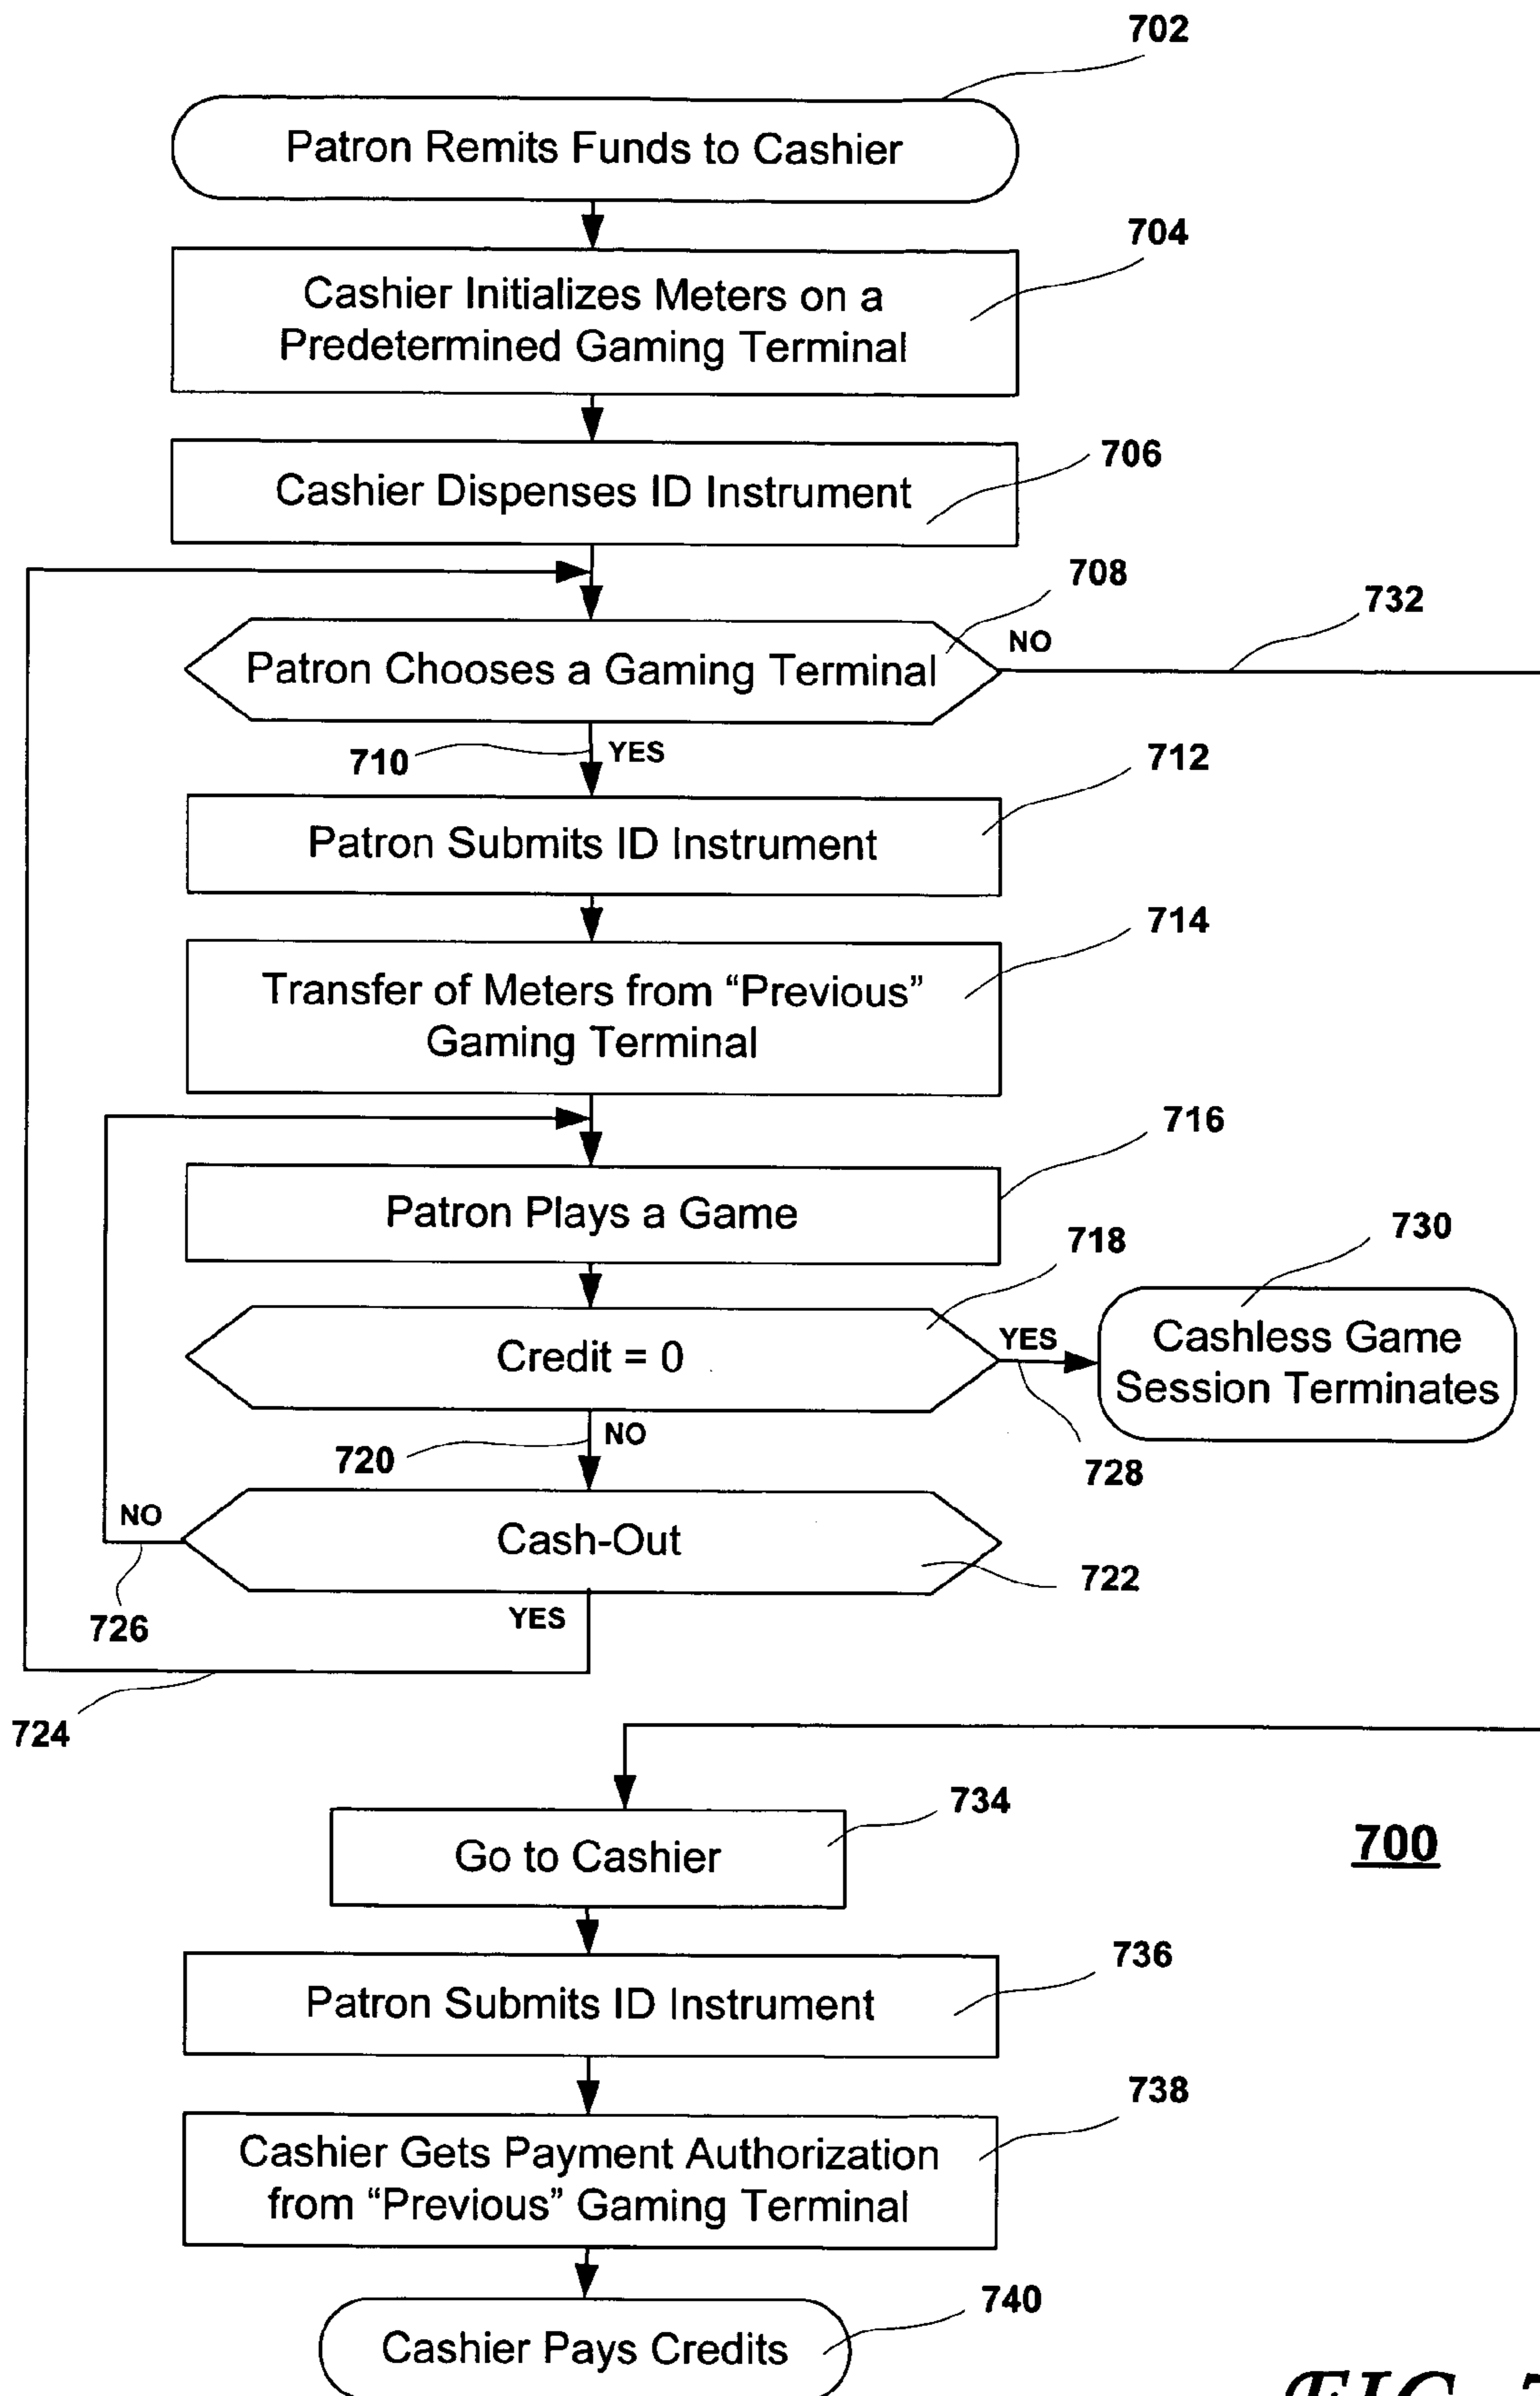 702
Patron Remits Funds to Cashier
704
Cashier Initializes Meters on a
Predetermined Gaming Terminal
706
Cashier Dispenses ID Instrument
708
732
NO
Patron Chooses a Gaming Terminal
710
YES
712
Patron Submits ID Instrument
714
Transfer of Meters from “Previous”
Gaming Terminal
716
Patron Plays a Game
718
730
YES
Cashless Game
Session Terminates
Credit = 0
720
NO
728
NO
Cash-Out
722
726
YES
724
734
Go to Cashier
700
736
Patron Submits ID Instrument
738
Cashier Gets Payment Authorization
from “Previous” Gaming Terminal
740
Cashier Pays Credits